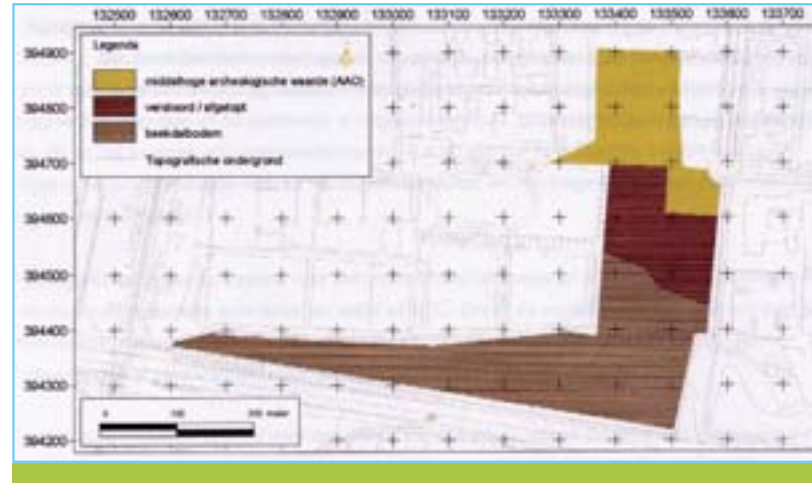 132500 132600 132700 132800 132900 133000 133100 133200 133300 133400 133500 133600 133700
394900
394800
394700
394600
394500
394400
394300
394200
Legenda
middelhoge archeologische waarde (AAO)
verstoord / afgetopt
beekdalbodem
Topografische ondergrond
0 100 200 meter